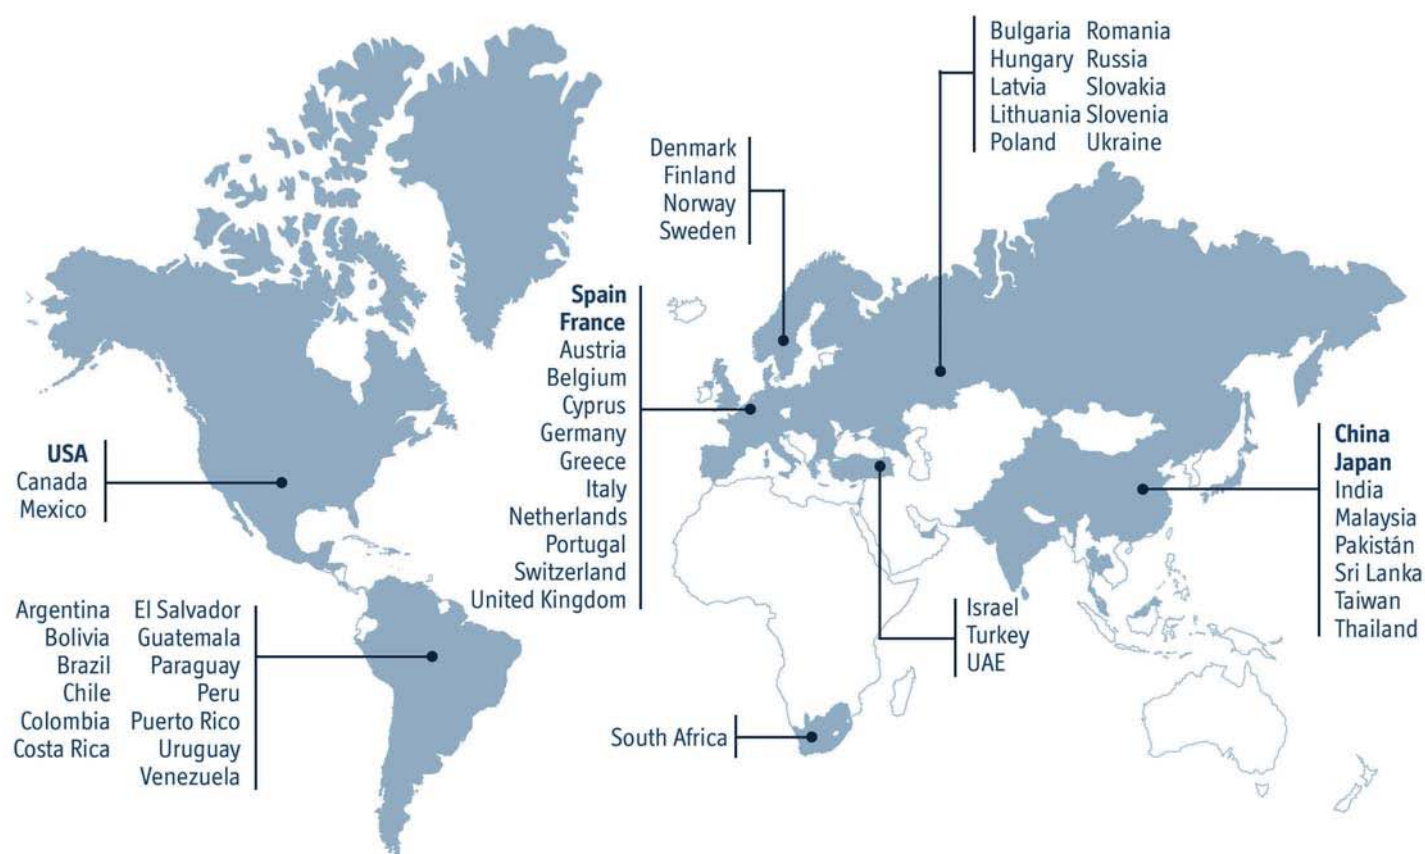 Bulgaria Romania
Hungary Russia
Latvia Slovakia
Lithuania Slovenia
Poland Ukraine
Denmark
Finland
Norway
Sweden
Spain
France
Austria
Belgium
Cyprus
Germany
Greece
Italy
Netherlands
Portugal
Switzerland
United Kingdom
USA
Canada
Mexico
China
Japan
India
Malaysia
Pakistán
Sri Lanka
Taiwan
Thailand
Argentina El Salvador
Bolivia Guatemala
Brazil Paraguay
Chile Peru
Colombia Puerto Rico
Costa Rica Uruguay
Venezuela
Israel
Turkey
UAE
South Africa